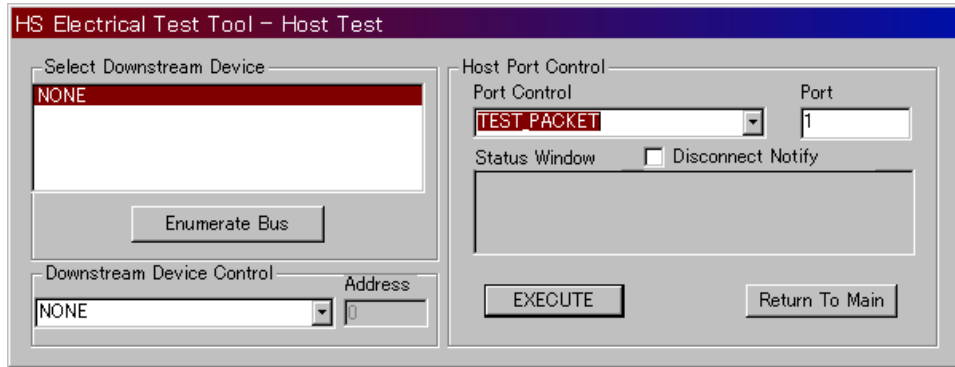 HS Electrical Test Tool - Host Test
Select Downstream Device
NONE
Enumerate Bus
Downstream Device Control
Address
NONE
0
Host Port Control
Port Control
Port
TEST_PACKET
1
Status Window
Disconnect Notify
EXECUTE
Return To Main